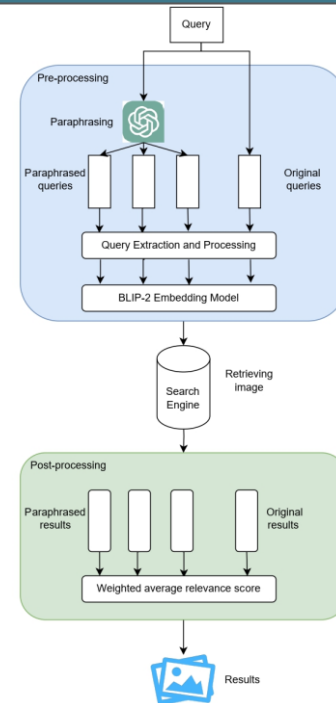 Query
Pre-processing
Paraphrasing
Paraphrased
queries
Original
queries
Query Extraction and Processing
BLIP-2 Embedding Model
Search
Engine
Retrieving
image
Post-processing
Paraphrased
results
Original
results
Weighted average relevance score
Results